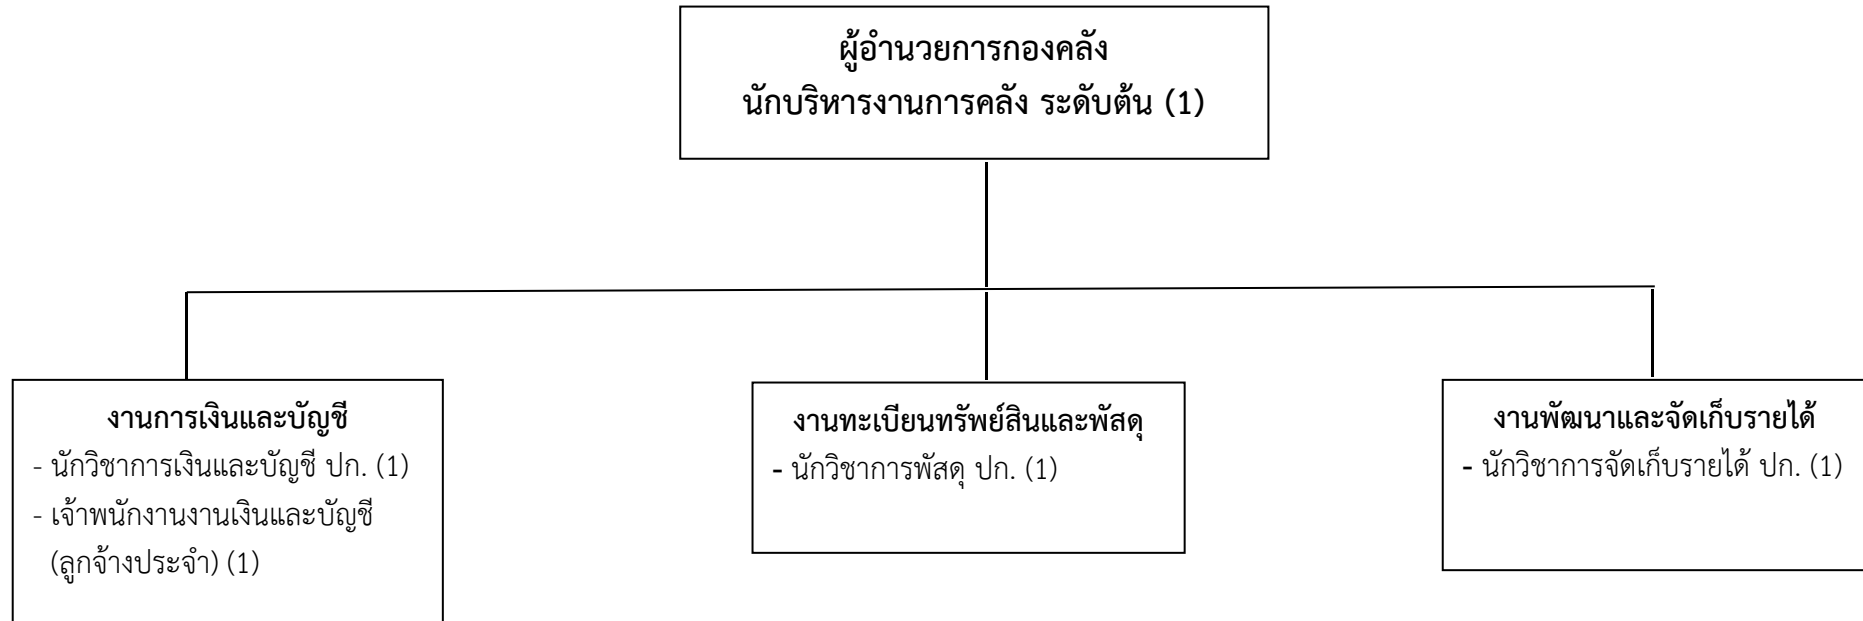 ผู้อำนวยการกองคลัง
นักบริหารงานการคลัง ระดับต้น (1)
งานการเงินและบัญชี
- นักวิชาการเงินและบัญชี ปก. (1)
- เจ้าพนักงานงานเงินและบัญชี
(ลูกจ้างประจำ) (1)
งานทะเบียนทรัพย์สินและพัสดุ
- นักวิชาการพัสดุ ปก. (1)
งานพัฒนาและจัดเก็บรายได้
- นักวิชาการจัดเก็บรายได้ ปก. (1)